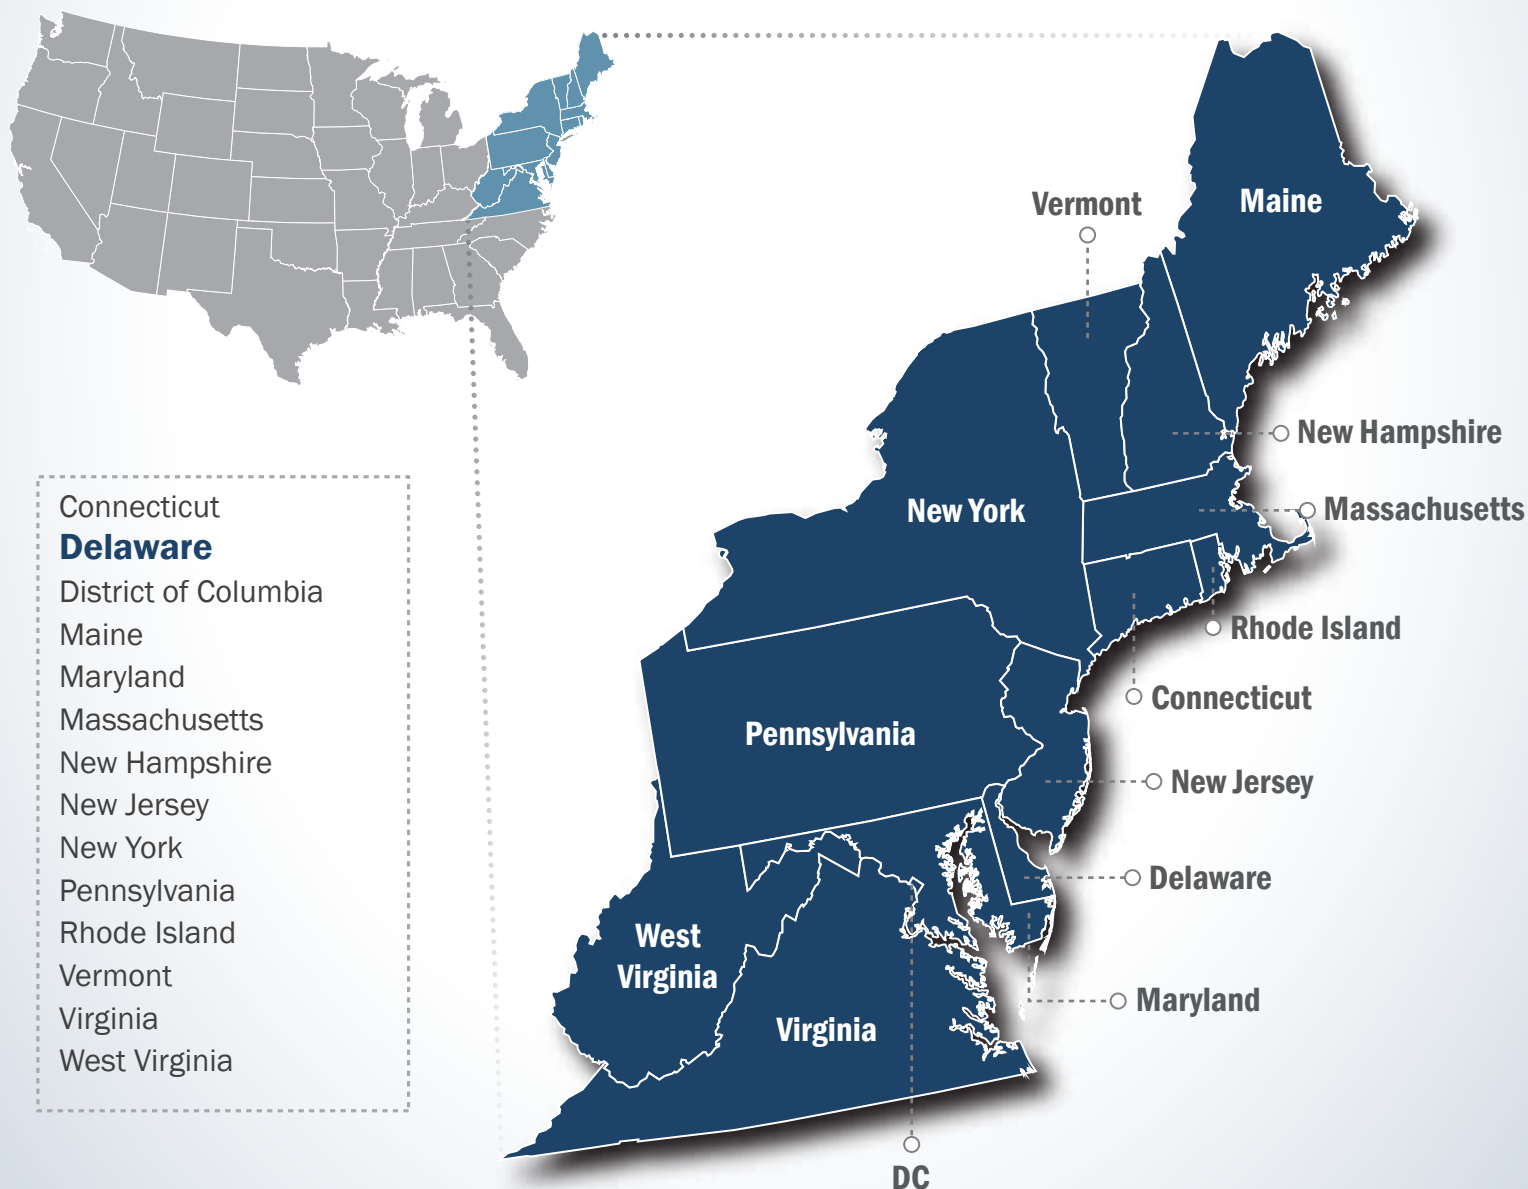 Connecticut
Delaware
District of Columbia
Maine
Maryland
Massachusetts
New Hampshire
New Jersey
New York
Pennsylvania
Rhode Island
Vermont
Virginia
West Virginia
Vermont
Maine
New Hampshire
New York
Massachusetts
Rhode Island
Connecticut
Pennsylvania
New Jersey
Delaware
West
Virginia
Maryland
Virginia
DC